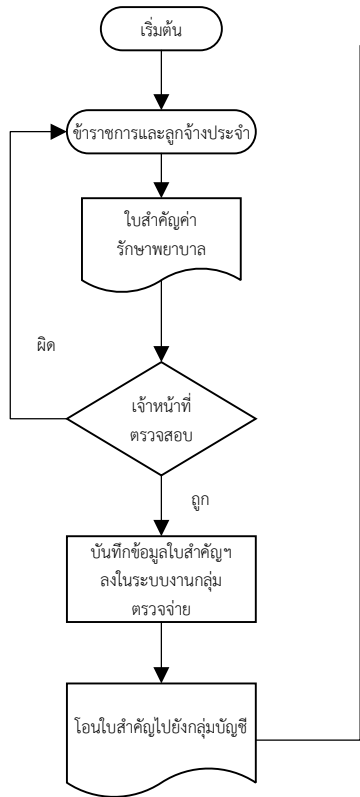 เริ่มต้น
ข้าราชการและลูกจ้างประจำ
ใบสำคัญค่า
รักษาพยาบาล
ผิด
เจ้าหน้าที่
ตรวจสอบ
ถูก
บันทึกข้อมูลใบสำคัญฯ
ลงในระบบงานกลุ่ม
ตรวจจ่าย
โอนใบสำคัญไปยังกลุ่มบัญชี